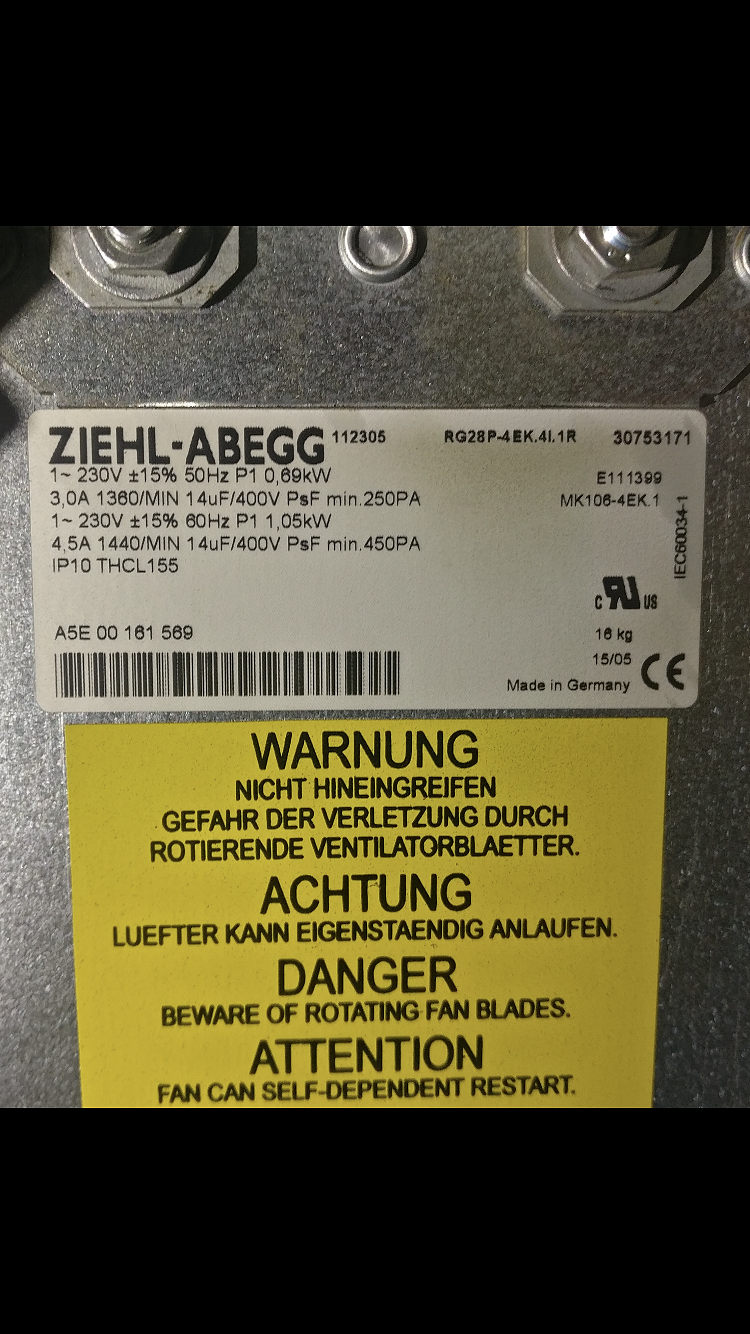 ZIEHL-ABEGG 112305 RG28P-4EK.4I.1R 30753171
1~ 230V ±15% 50Hz P1 0,69kW E111399
3,0A 1360/MIN 14uF/400V PsF min.250PA MK106-4EK.1
1~ 230V ±15% 60Hz P1 1,05kW
4,5A 1440/MIN 14uF/400V PsF min.450PA
IP10 THCL155
IEC60034-1
c RU US
A5E 00 161 569 16 kg
15/05 CE
Made in Germany
WARNUNG
NICHT HINEINGREIFEN
GEFAHR DER VERLETZUNG DURCH
ROTIERENDE VENTILATORBLAETTER.
ACHTUNG
LUEFTER KANN EIGENSTAENDIG ANLAUFEN.
DANGER
BEWARE OF ROTATING FAN BLADES.
ATTENTION
FAN CAN SELF-DEPENDENT RESTART.